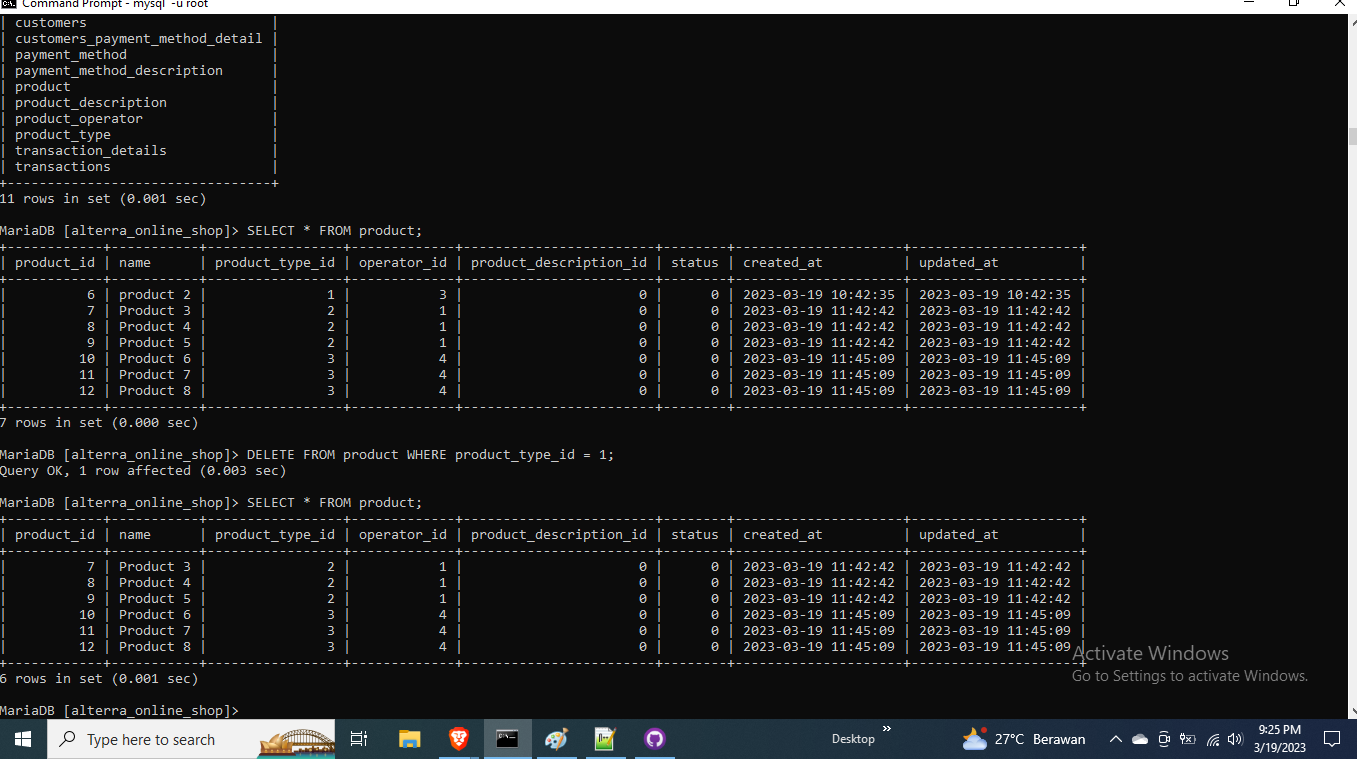 Command Prompt - mysql -u root
| customers |
| customers_payment_method_detail |
| payment_method |
| payment_method_description |
| product |
| product_description |
| product_operator |
| product_type |
| transaction_details |
| transactions |
+---------------------------------+
11 rows in set (0.001 sec)
MariaDB [alterra_online_shop]> SELECT * FROM product;
+------------+-----------+-----------------+-------------+------------------------+--------+---------------------+---------------------+
| product_id | name | product_type_id | operator_id | product_description_id | status | created_at | updated_at |
+------------+-----------+-----------------+-------------+------------------------+--------+---------------------+---------------------+
| 6 | product 2 | 1 | 3 | 0 | 0 | 2023-03-19 10:42:35 | 2023-03-19 10:42:35 |
| 7 | Product 3 | 2 | 1 | 0 | 0 | 2023-03-19 11:42:42 | 2023-03-19 11:42:42 |
| 8 | Product 4 | 2 | 1 | 0 | 0 | 2023-03-19 11:42:42 | 2023-03-19 11:42:42 |
| 9 | Product 5 | 2 | 1 | 0 | 0 | 2023-03-19 11:42:42 | 2023-03-19 11:42:42 |
| 10 | Product 6 | 3 | 4 | 0 | 0 | 2023-03-19 11:45:09 | 2023-03-19 11:45:09 |
| 11 | Product 7 | 3 | 4 | 0 | 0 | 2023-03-19 11:45:09 | 2023-03-19 11:45:09 |
| 12 | Product 8 | 3 | 4 | 0 | 0 | 2023-03-19 11:45:09 | 2023-03-19 11:45:09 |
+------------+-----------+-----------------+-------------+------------------------+--------+---------------------+---------------------+
7 rows in set (0.000 sec)
MariaDB [alterra_online_shop]> DELETE FROM product WHERE product_type_id = 1;
Query OK, 1 row affected (0.003 sec)
MariaDB [alterra_online_shop]> SELECT * FROM product;
+------------+-----------+-----------------+-------------+------------------------+--------+---------------------+---------------------+
| product_id | name | product_type_id | operator_id | product_description_id | status | created_at | updated_at |
+------------+-----------+-----------------+-------------+------------------------+--------+---------------------+---------------------+
| 7 | Product 3 | 2 | 1 | 0 | 0 | 2023-03-19 11:42:42 | 2023-03-19 11:42:42 |
| 8 | Product 4 | 2 | 1 | 0 | 0 | 2023-03-19 11:42:42 | 2023-03-19 11:42:42 |
| 9 | Product 5 | 2 | 1 | 0 | 0 | 2023-03-19 11:42:42 | 2023-03-19 11:42:42 |
| 10 | Product 6 | 3 | 4 | 0 | 0 | 2023-03-19 11:45:09 | 2023-03-19 11:45:09 |
| 11 | Product 7 | 3 | 4 | 0 | 0 | 2023-03-19 11:45:09 | 2023-03-19 11:45:09 |
| 12 | Product 8 | 3 | 4 | 0 | 0 | 2023-03-19 11:45:09 | 2023-03-19 11:45:09 |
+------------+-----------+-----------------+-------------+------------------------+--------+---------------------+---------------------+
6 rows in set (0.001 sec)
MariaDB [alterra_online_shop]>
Activate Windows
Go to Settings to activate Windows.
Type here to search
Desktop
27°C Berawan
9:25 PM
3/19/2023